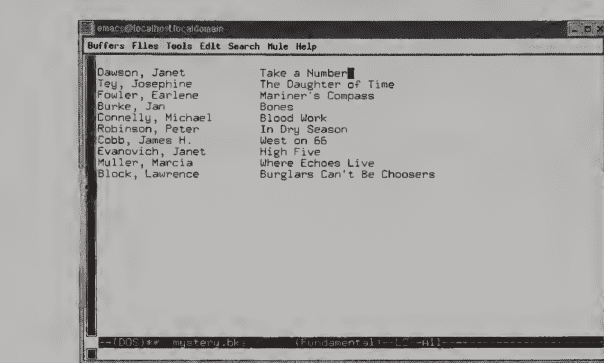 emacs@localhost.localdomain
Buffers Files Tools Edit Search Mule Help
Dawson, Janet Take a Number
Tey, Josephine The Daughter of Time
Fowler, Earlene Mariner's Compass
Burke, Jan Bones
Connelly, Michael Blood Work
Robinson, Peter In Dry Season
Cobb, James H. West on 66
Evanovich, Janet High Five
Muller, Marcia Where Echoes Live
Block, Lawrence Burglars Can't Be Choosers
--(DOS)** mystery.bk (Fundamental)--L1--All